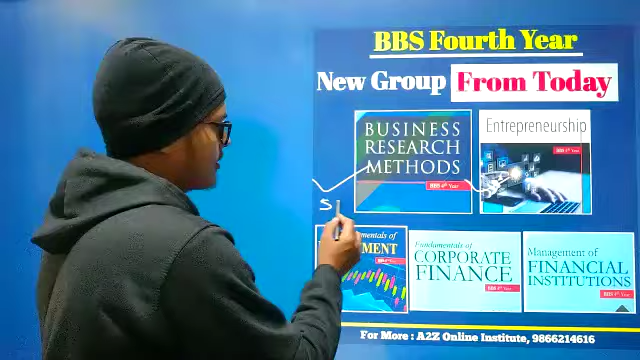 BBS Fourth Year
New Group From Today
BUSINESS
RESEARCH
METHODS
BBS 4th Year
Entrepreneurship
BBS 4th Year
S
of
MENT
Fundamentals of
CORPORATE
FINANCE
BBS 4th Year
Management of
FINANCIAL
INSTITUTIONS
BBS 4th Year
For More : A2Z Online Institute, 9866214616